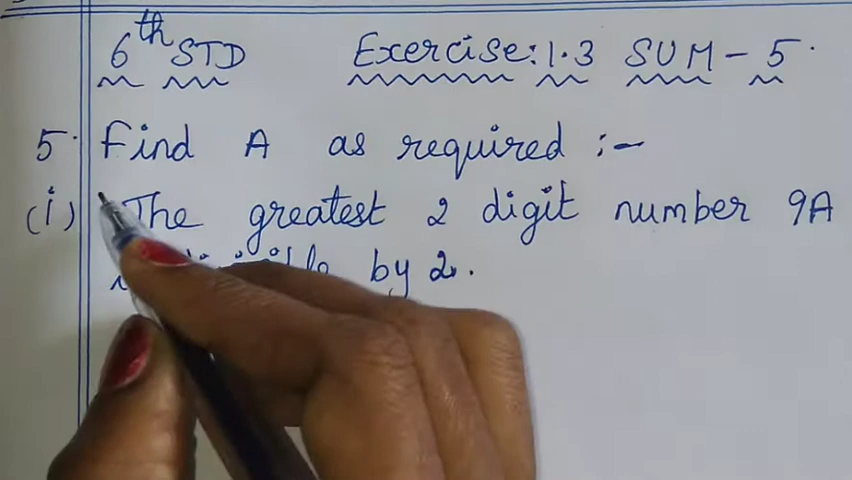 6th STD Exercise: 1.3 SUM - 5.
5. Find A as required :-
(i) The greatest 2 digit number 9A
by 2.